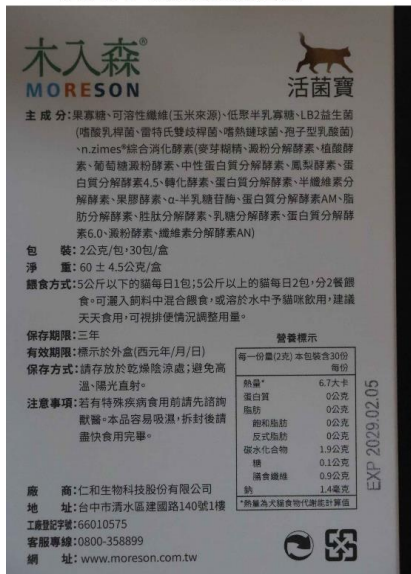 木入森®
MORESON
活菌寶
主成分:果寡糖、可溶性纖維(玉米來源)、低聚半乳寡糖、LB2益生菌
(嗜酸乳桿菌、雷特氏雙歧桿菌、嗜熱鏈球菌、孢子型乳酸菌)
、n.zimes®綜合消化酵素(麥芽糊精、澱粉分解酵素、植酸酵
素、葡萄糖澱粉酵素、中性蛋白質分解酵素、鳳梨酵素、蛋
白質分解酵素4.5、轉化酵素、蛋白質分解酵素、半纖維素分
解酵素、果膠酵素、α-半乳糖苷酶、蛋白質分解酵素AM、脂
肪分解酵素、胜肽分解酵素、乳糖分解酵素、蛋白質分解酵
素6.0、澱粉酵素、纖維素分解酵素AN)
包 裝:2公克/包,30包/盒
淨 重:60 ± 4.5公克/盒
餵食方式:5公斤以下的貓每日1包;5公斤以上的貓每日2包,分2餐餵
食。可灑入飼料中混合餵食,或溶於水中予貓咪飲用,建議
天天食用,可視排便情況調整用量。
保存期限:三年
有效期限:標示於外盒(西元年/月/日)
保存方式:請存放於乾燥陰涼處;避免高
溫、陽光直射。
注意事項:若有特殊疾病食用前請先諮詢
獸醫。本品容易吸濕,拆封後請
盡快食用完畢。
營養標示
每一份量(2克) 本包裝含30份
每份
熱量* 6.7大卡
蛋白質 0公克
脂肪 0公克
飽和脂肪 0公克
反式脂肪 0公克
碳水化合物 1.9公克
糖 0.1公克
膳食纖維 0.9公克
鈉 1.4毫克
*熱量為犬貓食物代謝能計算值
EXP 2029.02.05
廠 商:仁和生物科技股份有限公司
地 址:台中市清水區建國路140號1樓
工廠登記字號:66010575
客服專線:0800-358899
網 址:www.moreson.com.tw